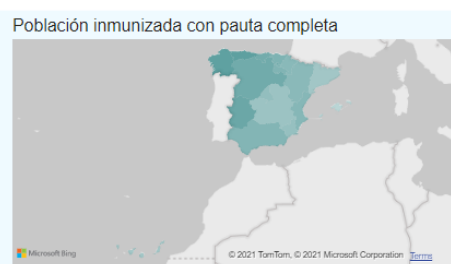 Población inmunizada con pauta completa
Microsoft Bing
© 2021 TomTom, © 2021 Microsoft Corporation Terms